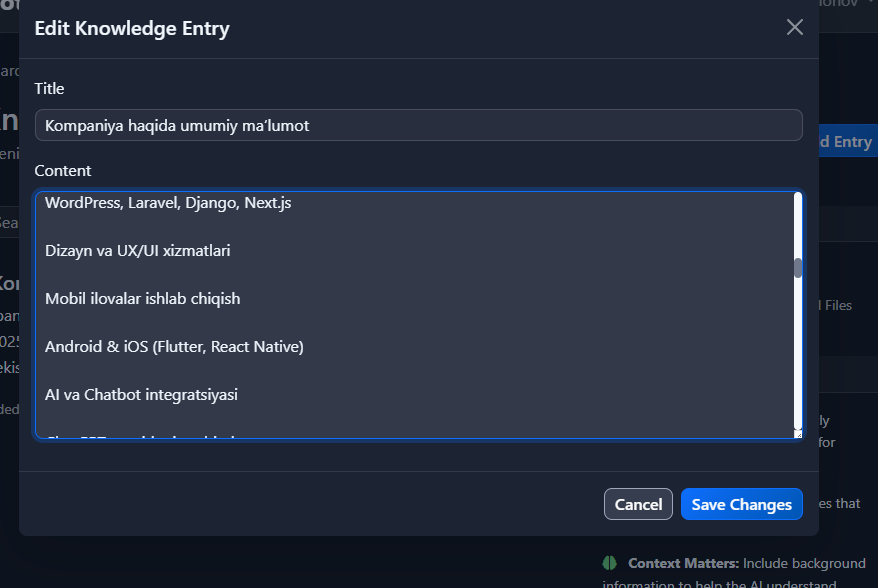 Edit Knowledge Entry
Title
Kompaniya haqida umumiy ma'lumot
d Entry
Content
WordPress, Laravel, Django, Next.js
Dizayn va UX/UI xizmatlari
Mobil ilovalar ishlab chiqish
Files
Android & iOS (Flutter, React Native)
AI va Chatbot integratsiyasi
ly
for
Cancel
Save Changes
es that
Context Matters: Include background
information to help the AI understand